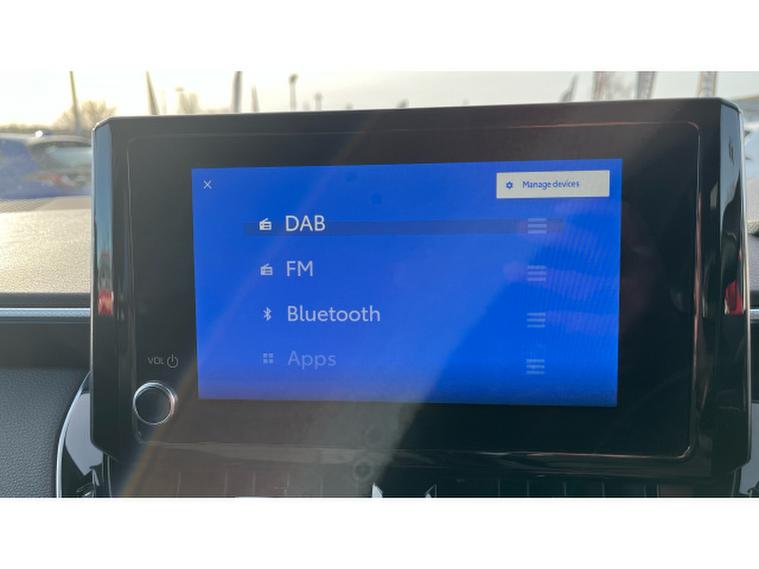 Manage devices
DAB
FM
Bluetooth
Apps
VOL